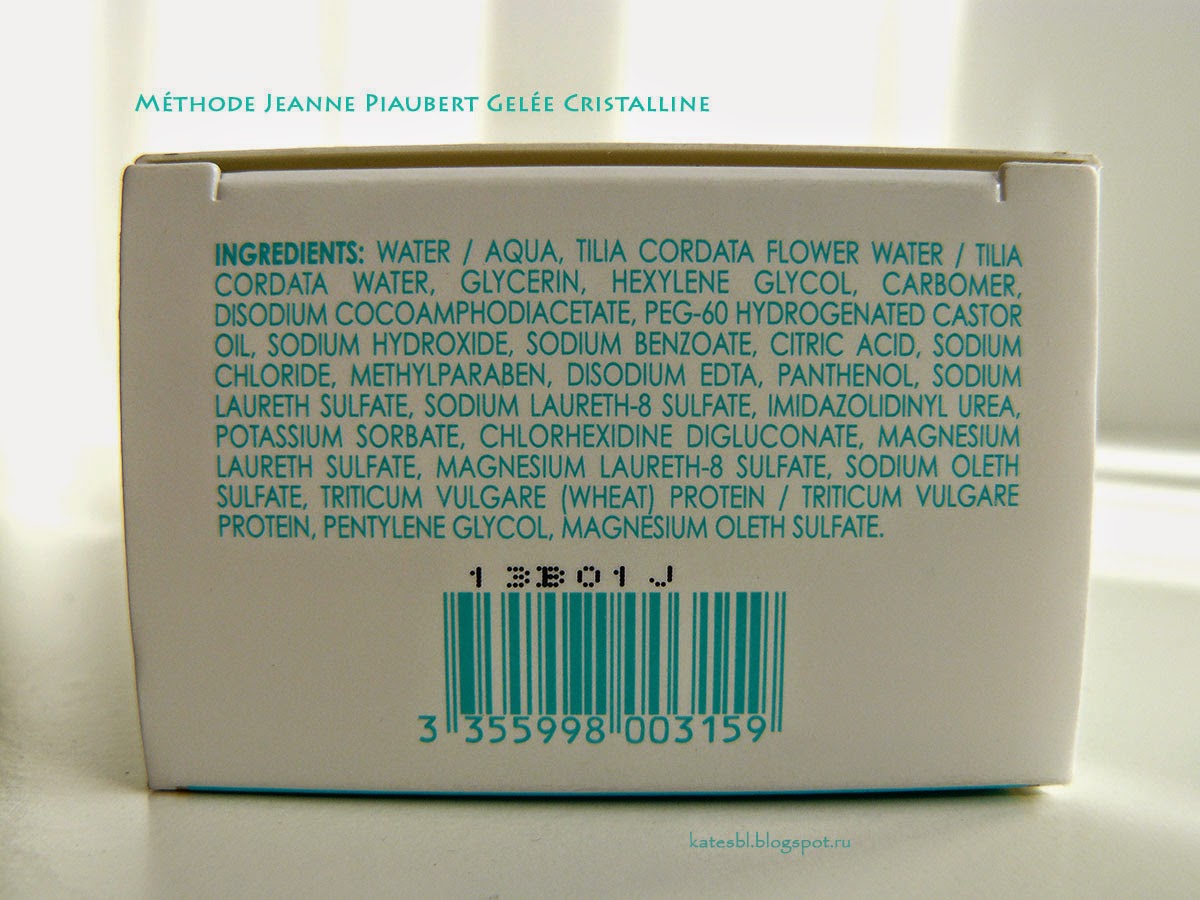 Méthode Jeanne Piaubert Gelée Cristalline
INGREDIENTS: WATER / AQUA, TILIA CORDATA FLOWER WATER / TILIA
CORDATA WATER, GLYCERIN, HEXYLENE GLYCOL, CARBOMER,
DISODIUM COCOAMPHODIACETATE, PEG-60 HYDROGENATED CASTOR
OIL, SODIUM HYDROXIDE, SODIUM BENZOATE, CITRIC ACID, SODIUM
CHLORIDE, METHYLPARABEN, DISODIUM EDTA, PANTHENOL, SODIUM
LAURETH SULFATE, SODIUM LAURETH-8 SULFATE, IMIDAZOLIDINYL UREA,
POTASSIUM SORBATE, CHLORHEXIDINE DIGLUCONATE, MAGNESIUM
LAURETH SULFATE, MAGNESIUM LAURETH-8 SULFATE, SODIUM OLETH
SULFATE, TRITICUM VULGARE (WHEAT) PROTEIN / TRITICUM VULGARE
PROTEIN, PENTYLENE GLYCOL, MAGNESIUM OLETH SULFATE.
13B01J
3 355998 003159
katesbl.blogspot.ru